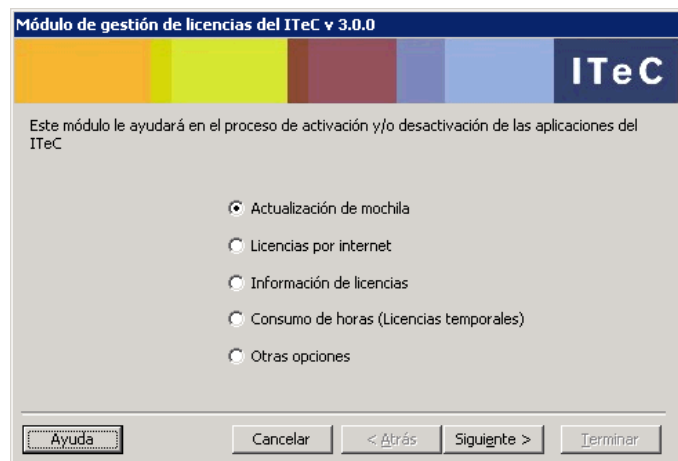 Módulo de gestión de licencias del ITeC v 3.0.0
ITeC
Este módulo le ayudará en el proceso de activación y/o desactivación de las aplicaciones del
ITeC
Actualización de mochila
Licencias por internet
Información de licencias
Consumo de horas (Licencias temporales)
Otras opciones
Ayuda Cancelar < Atrás Siguiente > Terminar